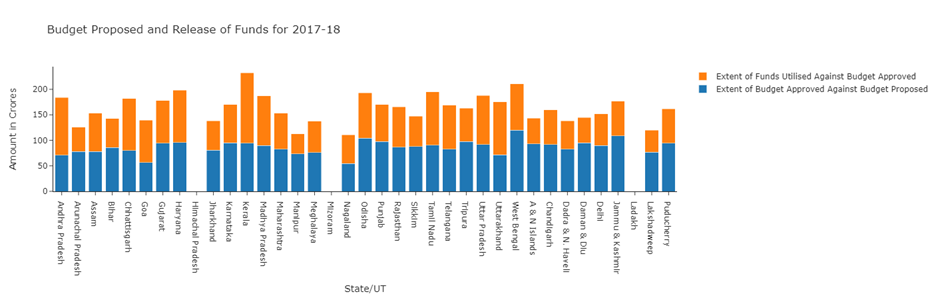 Budget Proposed and Release of Funds for 2017-18
Extent of Funds Utilised Against Budget Approved
Extent of Budget Approved Against Budget Proposed
Amount in Crores
200
150
100
50
0
Andhra Pradesh
Arunachal Pradesh
Assam
Bihar
Chhattisgarh
Goa
Gujarat
Haryana
Himachal Pradesh
Jharkhand
Karnataka
Kerala
Madhya Pradesh
Maharashtra
Manipur
Meghalaya
Mizoram
Nagaland
Odisha
Punjab
Rajasthan
Sikkim
Tamil Nadu
Telangana
Tripura
Uttar Pradesh
Uttarakhand
West Bengal
A & N Islands
Chandigarh
Dadra & N. Haveli
Daman & Diu
Delhi
Jammu & Kashmir
Ladakh
Lakshadweep
Puducherry
State/UT